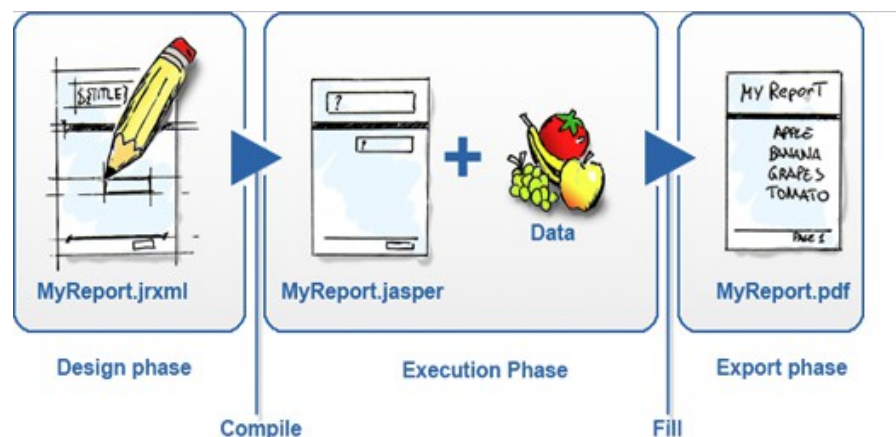 ${TITLE}
MyReport.jrxml
?
?
MyReport.jasper
+
Data
MY REPORT
APPLE
BANANA
GRAPES
TOMATO
PAGE 1
MyReport.pdf
Design phase
Execution Phase
Export phase
Compile
Fill